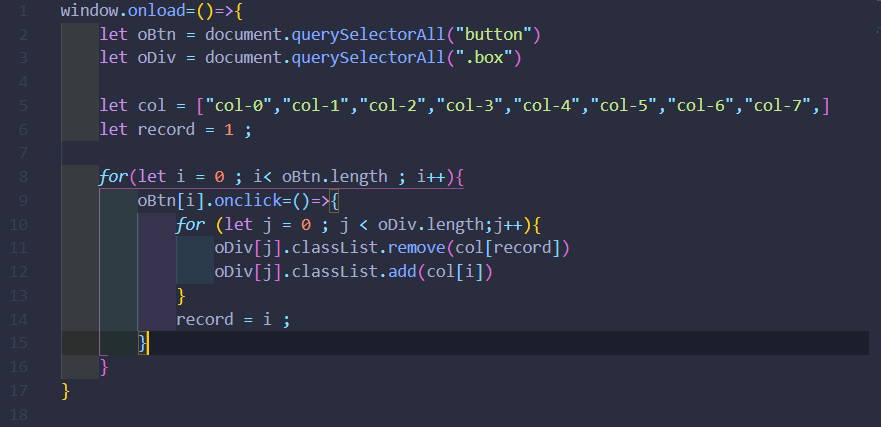 1 window.onload=()=>{
2 let oBtn = document.querySelectorAll("button")
3 let oDiv = document.querySelectorAll(".box")
4
5 let col = ["col-0","col-1","col-2","col-3","col-4","col-5","col-6","col-7",]
6 let record = 1 ;
7
8 for(let i = 0 ; i< oBtn.length ; i++){
9 oBtn[i].onclick=()=>{
10 for (let j = 0 ; j < oDiv.length;j++){
11 oDiv[j].classList.remove(col[record])
12 oDiv[j].classList.add(col[i])
13 }
14 record = i ;
15 }
16 }
17 }
18